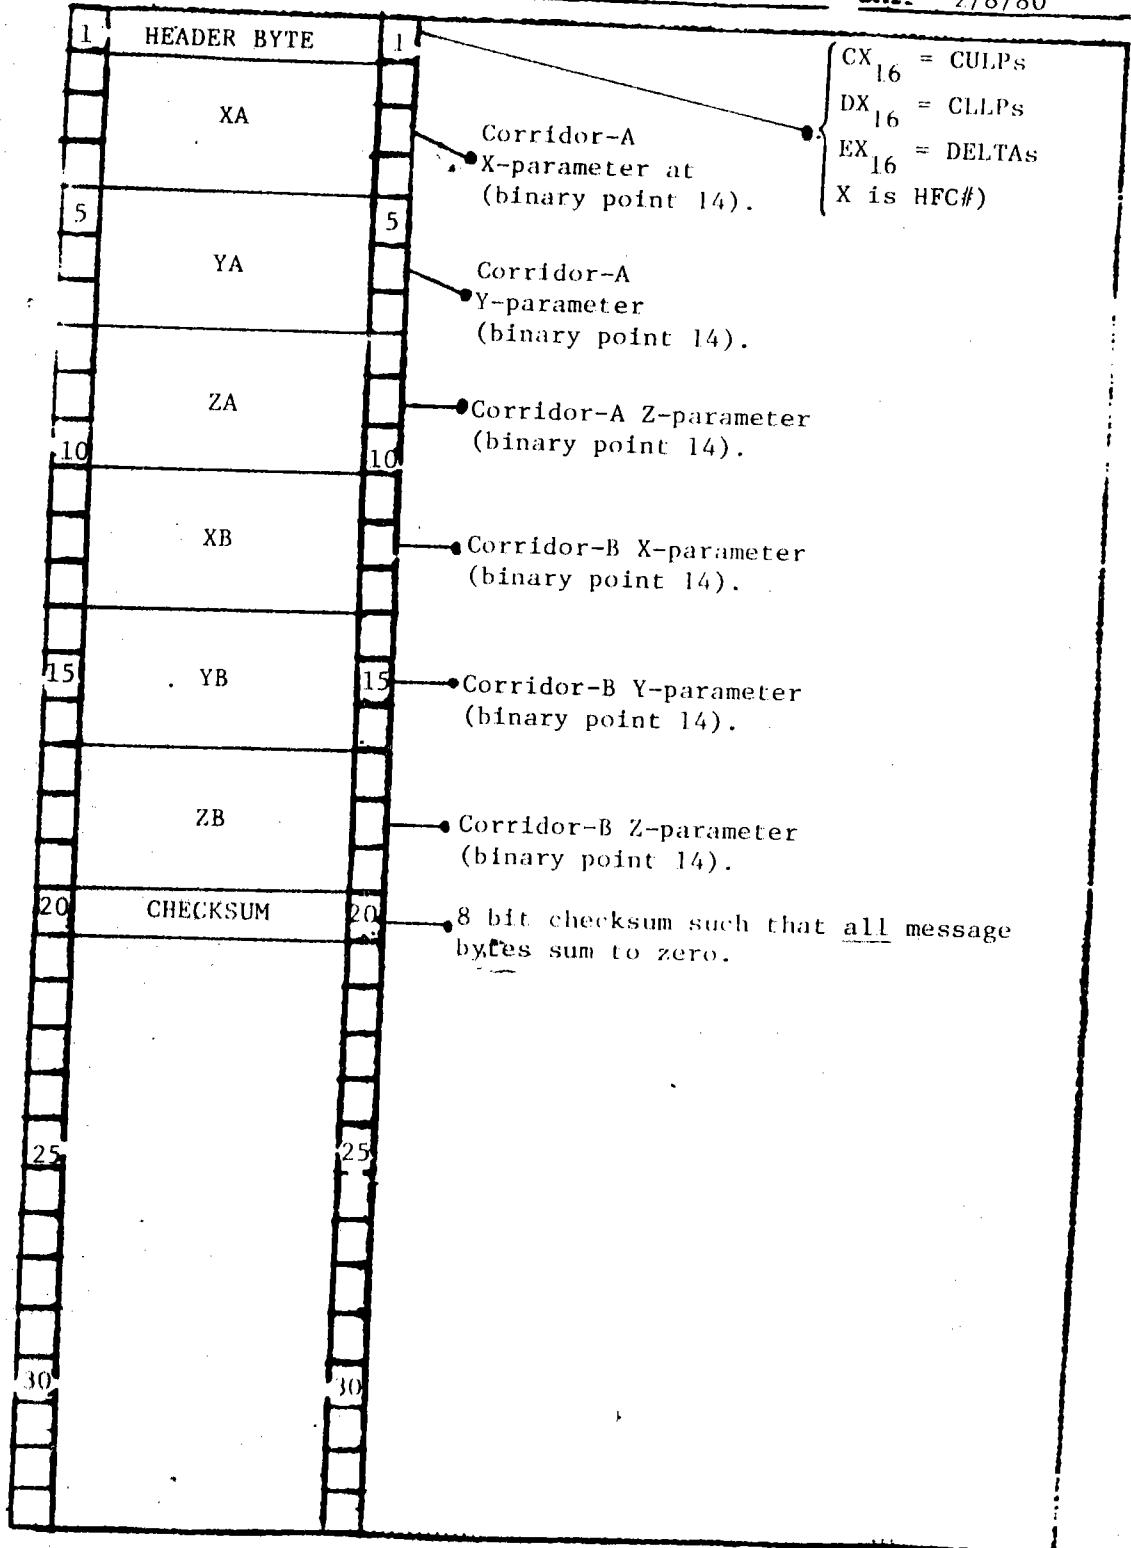 2/8/80
1 HEADER BYTE 1
CX16 = CULPs
DX16 = CLLPs
EX16 = DELTAs
X is HFC#)
XA
Corridor-A
X-parameter at
(binary point 14).
5 5
YA
Corridor-A
Y-parameter
(binary point 14).
ZA
Corridor-A Z-parameter
(binary point 14).
10 10
XB
Corridor-B X-parameter
(binary point 14).
15 YB 15
Corridor-B Y-parameter
(binary point 14).
ZB
Corridor-B Z-parameter
(binary point 14).
20 CHECKSUM 20
8 bit checksum such that all message
bytes sum to zero.
25 25
30 30